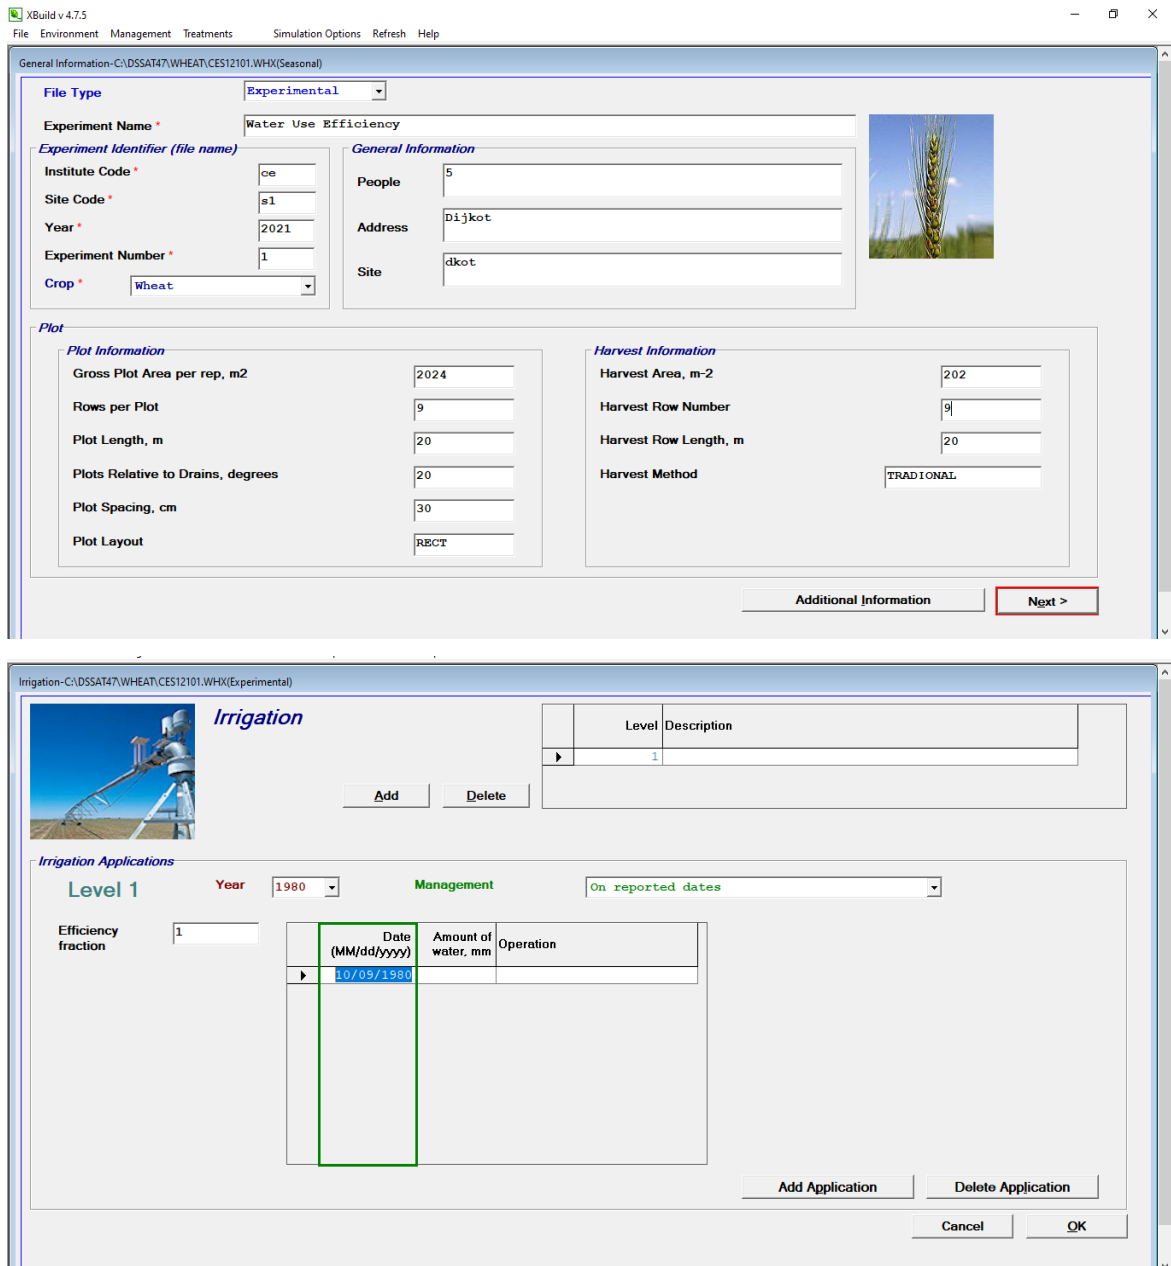 XBuild v 4.7.5
File Environment Management Treatments Simulation Options Refresh Help
General Information-C:\DSSAT47\WHEAT\CES12101.WHX(Seasonal)
File Type Experimental
Experiment Name * Water Use Efficiency
Experiment Identifier (file name)
Institute Code * ce
Site Code * s1
Year * 2021
Experiment Number * 1
Crop * Wheat
General Information
People 5
Address Dijkot
Site dkot
Plot
Plot Information
Gross Plot Area per rep, m2 2024
Rows per Plot 9
Plot Length, m 20
Plots Relative to Drains, degrees 20
Plot Spacing, cm 30
Plot Layout RECT
Harvest Information
Harvest Area, m-2 202
Harvest Row Number 9
Harvest Row Length, m 20
Harvest Method TRADIONAL
Additional Information Next >
Irrigation-C:\DSSAT47\WHEAT\CES12101.WHX(Experimental)
Irrigation
Level Description
1
Add Delete
Irrigation Applications
Level 1 Year 1980 Management On reported dates
Efficiency
fraction 1
Date
(MM/dd/yyyy) Amount of
water, mm Operation
10/09/1980
Add Application Delete Application
Cancel OK